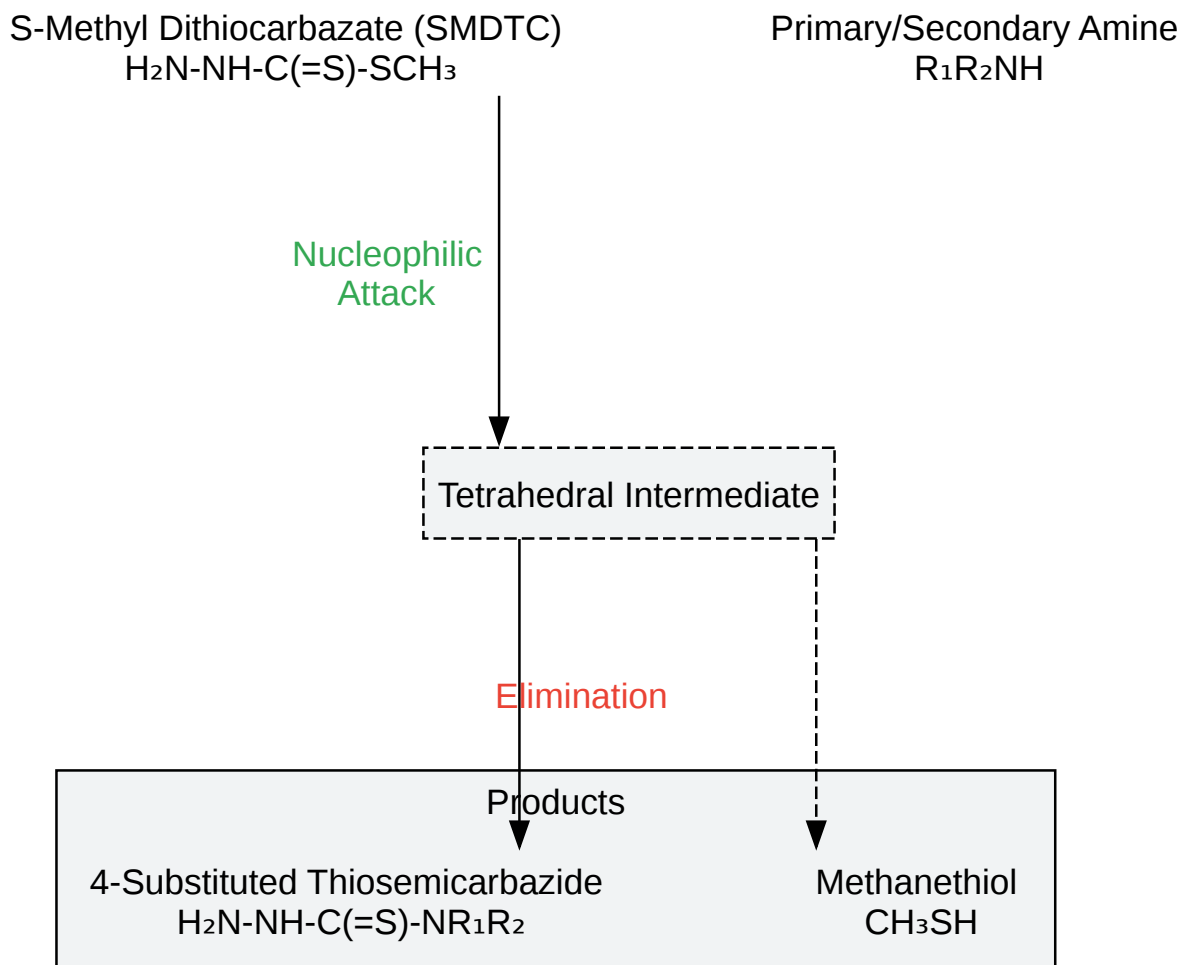 S-Methyl Dithiocarbazate (SMDTC)
H₂N-NH-C(=S)-SCH₃
Primary/Secondary Amine
R₁R₂NH
Nucleophilic
Attack
Tetrahedral Intermediate
Elimination
Products
4-Substituted Thiosemicarbazide
H₂N-NH-C(=S)-NR₁R₂
Methanethiol
CH₃SH